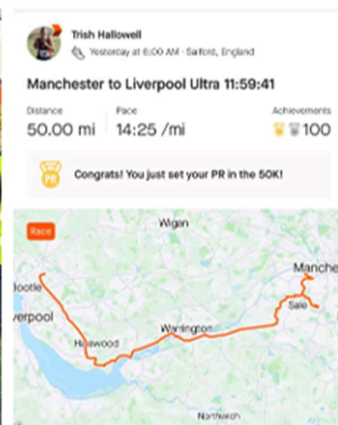 Trish Hallowell
Yesterday at 6:00 AM · Salford, England
Manchester to Liverpool Ultra 11:59:41
Distance Pace Achievements
50.00 mi 14:25 /mi 100
PR Congrats! You just set your PR in the 50K!
Wigan
Race
Manche
Bootle
Sale
verpool
Warrington
Halewood
Northwich